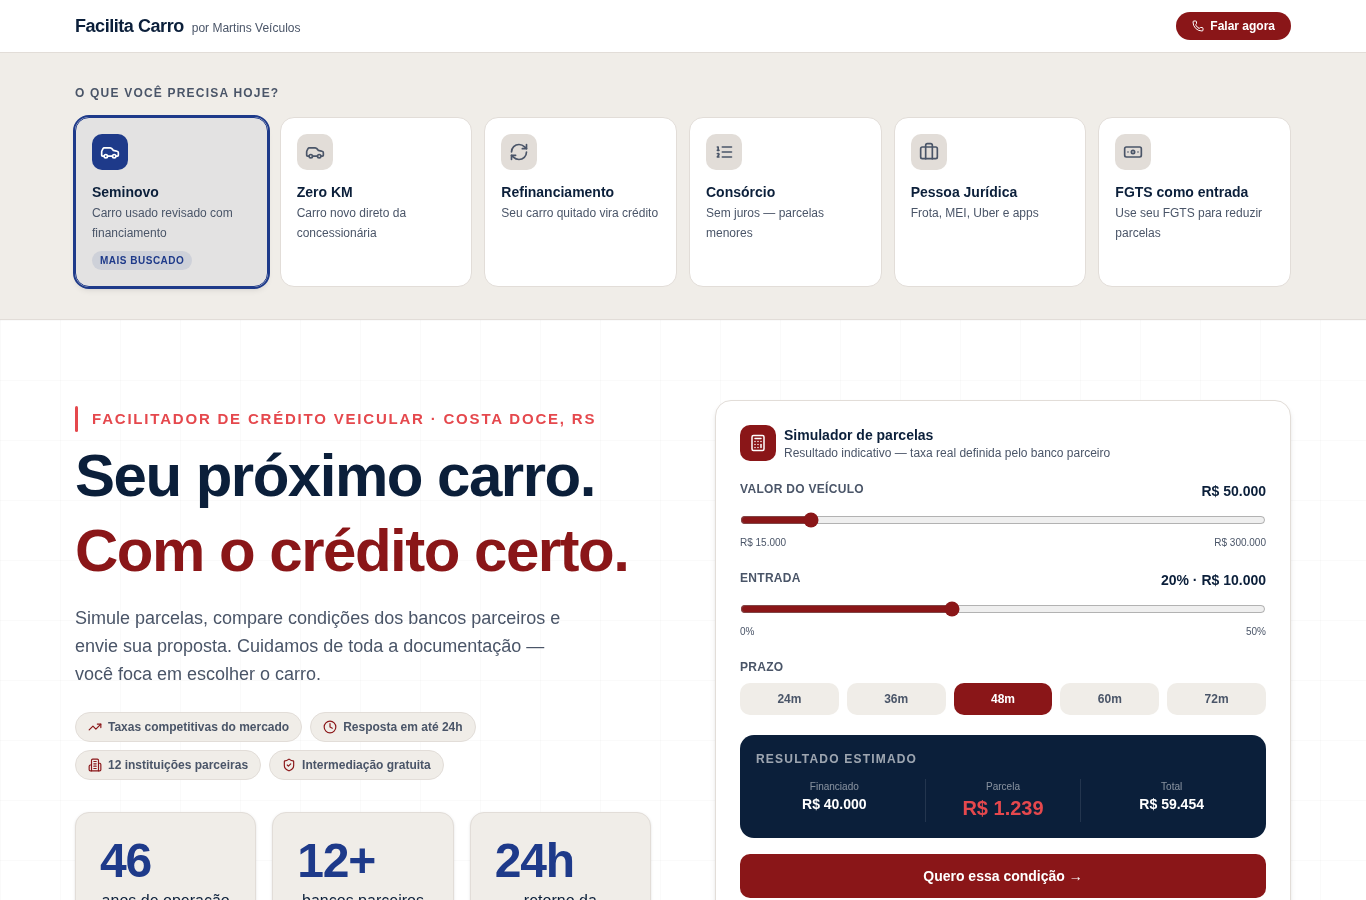 Facilita Carro por Martins Veículos
Falar agora
O QUE VOCÊ PRECISA HOJE?
Seminovo
Carro usado revisado com
financiamento
MAIS BUSCADO
Zero KM
Carro novo direto da
concessionária
Refinanciamento
Seu carro quitado vira crédito
Consórcio
Sem juros — parcelas
menores
Pessoa Jurídica
Frota, MEI, Uber e apps
FGTS como entrada
Use seu FGTS para reduzir
parcelas
FACILITADOR DE CRÉDITO VEICULAR · COSTA DOCE, RS
Seu próximo carro.
Com o crédito certo.
Simule parcelas, compare condições dos bancos parceiros e
envie sua proposta. Cuidamos de toda a documentação —
você foca em escolher o carro.
Taxas competitivas do mercado
Resposta em até 24h
12 instituições parceiras
Intermediação gratuita
46
anos de operação
12+
bancos parceiros
24h
retorno da
Simulador de parcelas
Resultado indicativo — taxa real definida pelo banco parceiro
VALOR DO VEÍCULO
R$ 50.000
R$ 15.000
R$ 300.000
ENTRADA
20% · R$ 10.000
0%
50%
PRAZO
24m
36m
48m
60m
72m
RESULTADO ESTIMADO
Financiado
R$ 40.000
Parcela
R$ 1.239
Total
R$ 59.454
Quero essa condição →